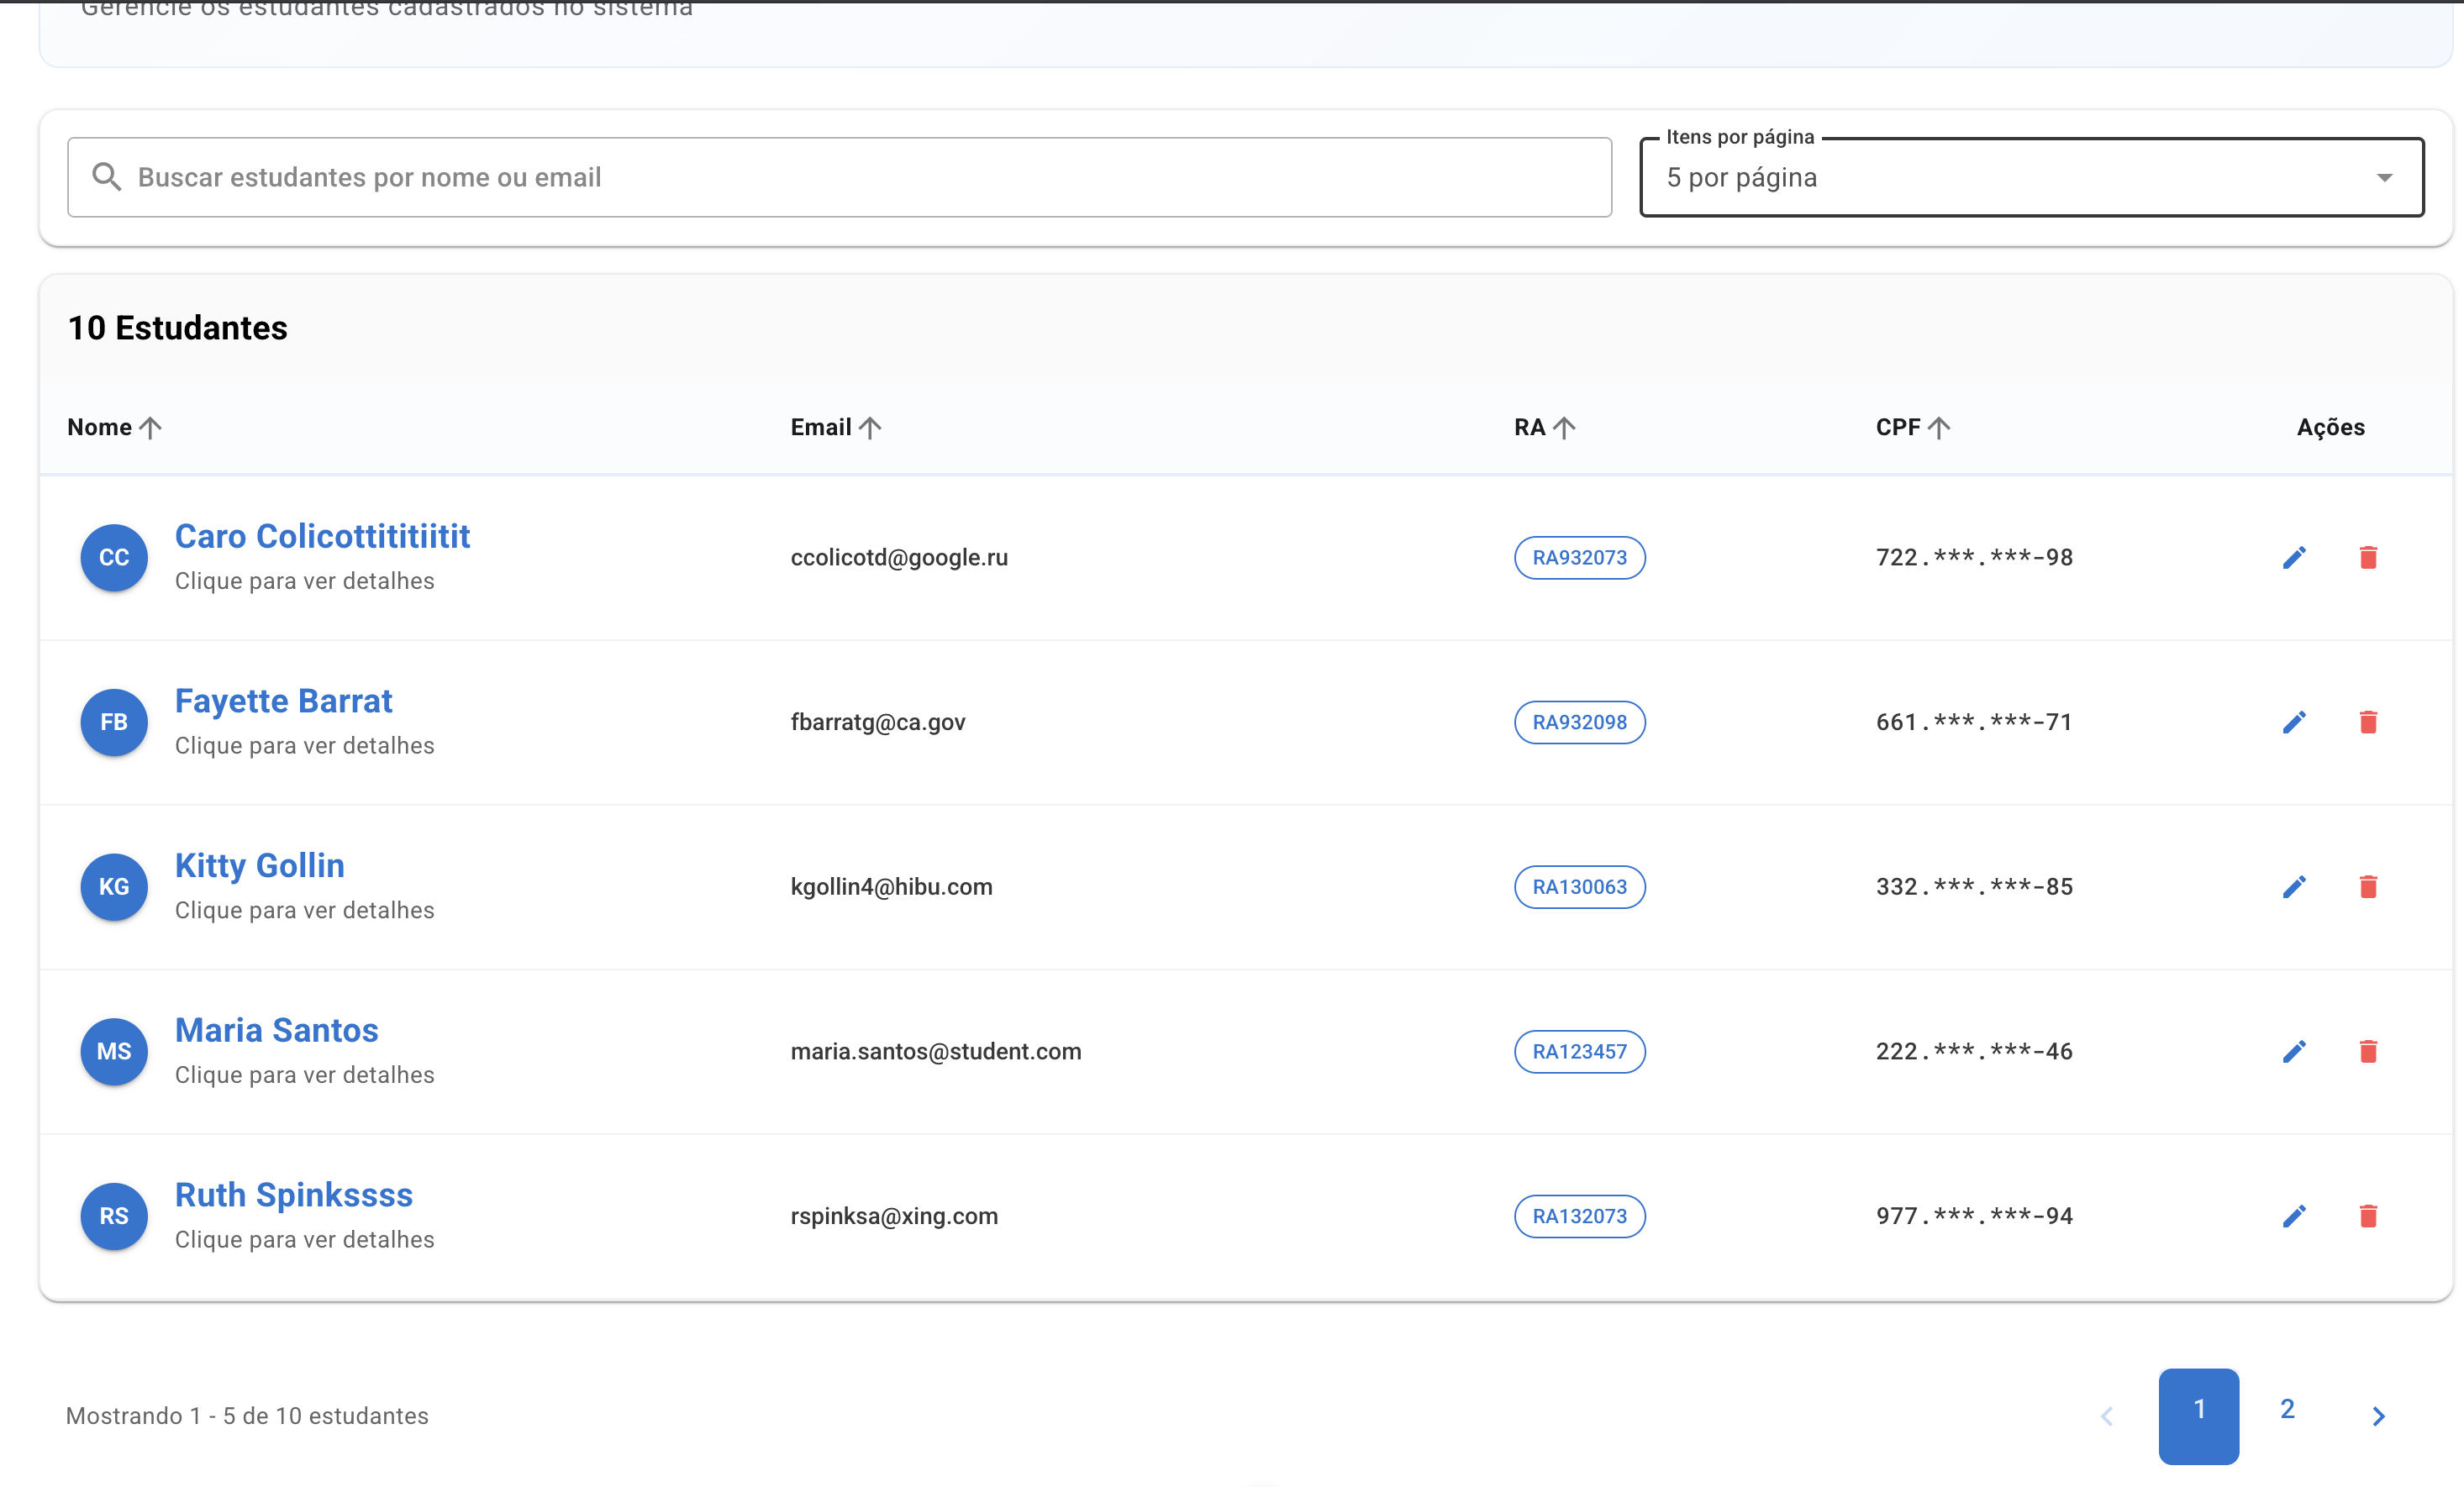 Gerencie os estudantes cadastrados no sistema
Buscar estudantes por nome ou email
Itens por página
5 por página
10 Estudantes
Nome Email RA CPF Ações
CC Caro Colicottititiitit
Clique para ver detalhes
ccolicotd@google.ru RA932073 722.***.***-98
FB Fayette Barrat
Clique para ver detalhes
fbarratg@ca.gov RA932098 661.***.***-71
KG Kitty Gollin
Clique para ver detalhes
kgollin4@hibu.com RA130063 332.***.***-85
MS Maria Santos
Clique para ver detalhes
maria.santos@student.com RA123457 222.***.***-46
RS Ruth Spinkssss
Clique para ver detalhes
rspinksa@xing.com RA132073 977.***.***-94
Mostrando 1 - 5 de 10 estudantes
1 2